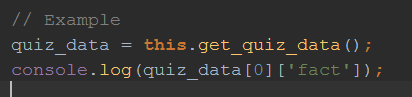 // Example
quiz_data = this.get_quiz_data();
console.log(quiz_data[0]['fact']);